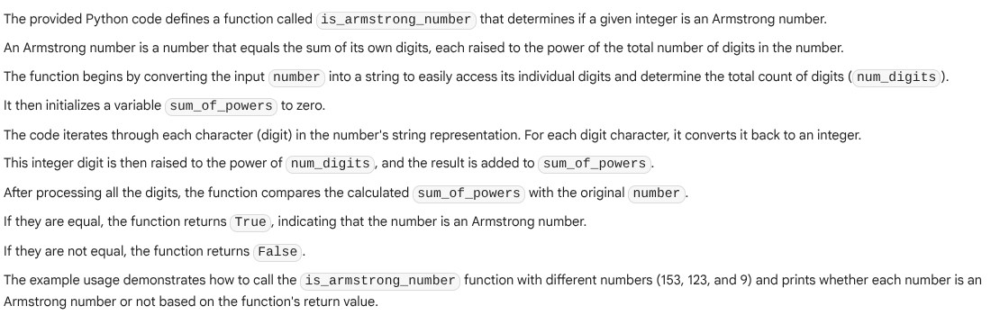 The provided Python code defines a function called is_armstrong_number that determines if a given integer is an Armstrong number.
An Armstrong number is a number that equals the sum of its own digits, each raised to the power of the total number of digits in the number.
The function begins by converting the input number into a string to easily access its individual digits and determine the total count of digits (num_digits).
It then initializes a variable sum_of_powers to zero.
The code iterates through each character (digit) in the number's string representation. For each digit character, it converts it back to an integer.
This integer digit is then raised to the power of num_digits, and the result is added to sum_of_powers.
After processing all the digits, the function compares the calculated sum_of_powers with the original number.
If they are equal, the function returns True, indicating that the number is an Armstrong number.
If they are not equal, the function returns False.
The example usage demonstrates how to call the is_armstrong_number function with different numbers (153, 123, and 9) and prints whether each number is an
Armstrong number or not based on the function's return value.